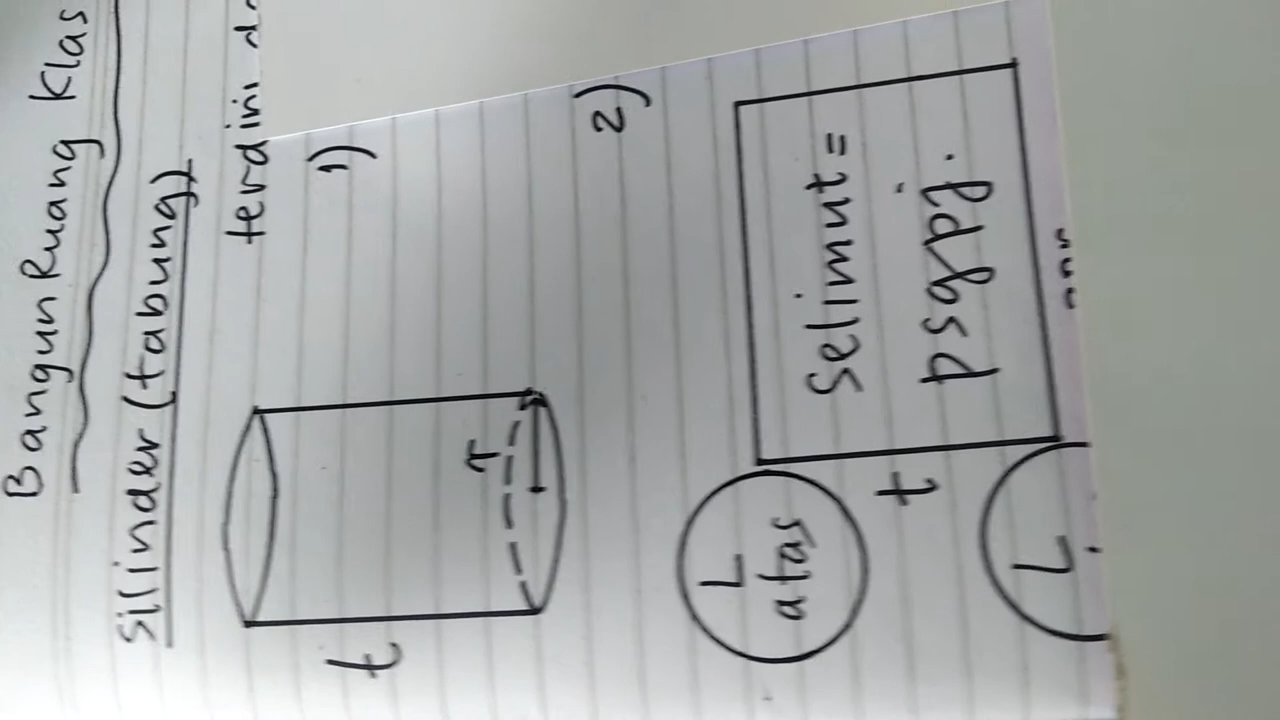 Bangun Ruang Klas
Silinder (tabung)
terdiri
1)
t
r
2)
L
atas
t
Selimut =
psgpj.
L